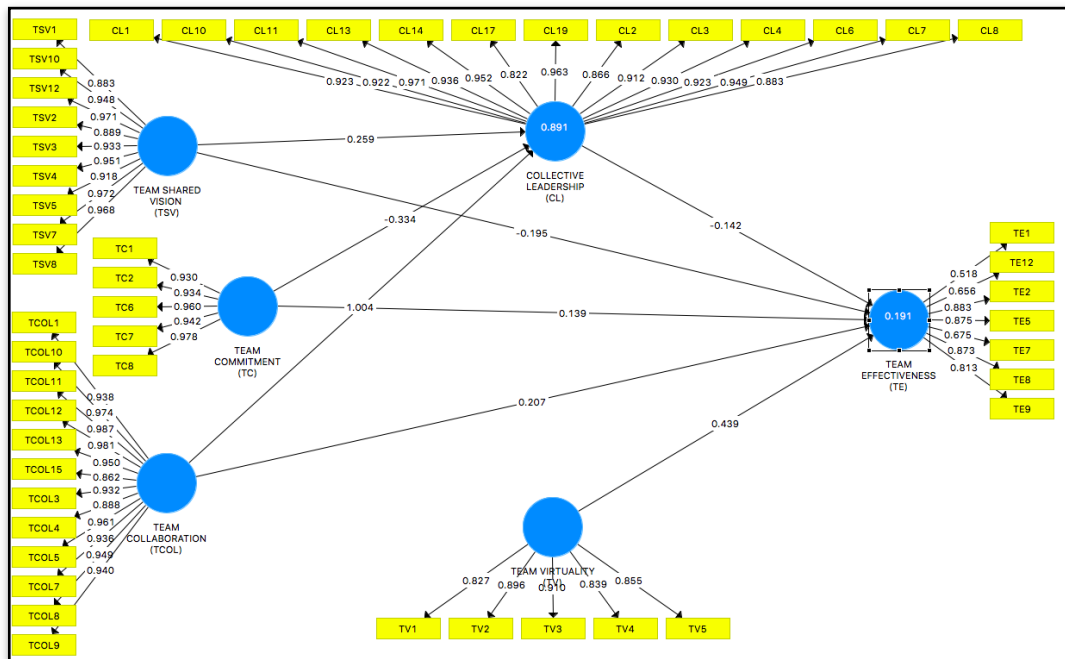 TSV1
CL1 CL10 CL11 CL13 CL14 CL17 CL19 CL2 CL3 CL4 CL6 CL7 CL8
TSV10
TSV12
TSV2
TSV3
TSV4
TSV5
TSV7
TSV8
0.883
0.948
0.971
0.889
0.933
0.951
0.918
0.972
0.968
0.923 0.922 0.971 0.936 0.952 0.822 0.963 0.866 0.912 0.930 0.923 0.949 0.883
0.891
COLLECTIVE
LEADERSHIP
(CL)
TEAM SHARED
VISION
(TSV)
0.259
-0.334
-0.195
-0.142
TC1
TC2
TC6
TC7
TC8
0.930
0.934
0.960
0.942
0.978
TEAM
COMMITMENT
(TC)
1.004
0.139
0.191
TEAM
EFFECTIVENESS
(TE)
0.518
0.656
0.883
0.875
0.675
0.873
0.813
TE1
TE12
TE2
TE5
TE7
TE8
TE9
TCOL1
TCOL10
TCOL11
TCOL12
TCOL13
TCOL15
TCOL3
TCOL4
TCOL5
TCOL7
TCOL8
TCOL9
0.938
0.974
0.987
0.981
0.950
0.862
0.932
0.888
0.961
0.936
0.949
0.940
TEAM
COLLABORATION
(TCOL)
0.207
0.439
TEAM VIRTUALITY
(TV)
0.827 0.896 0.910 0.839 0.855
TV1 TV2 TV3 TV4 TV5